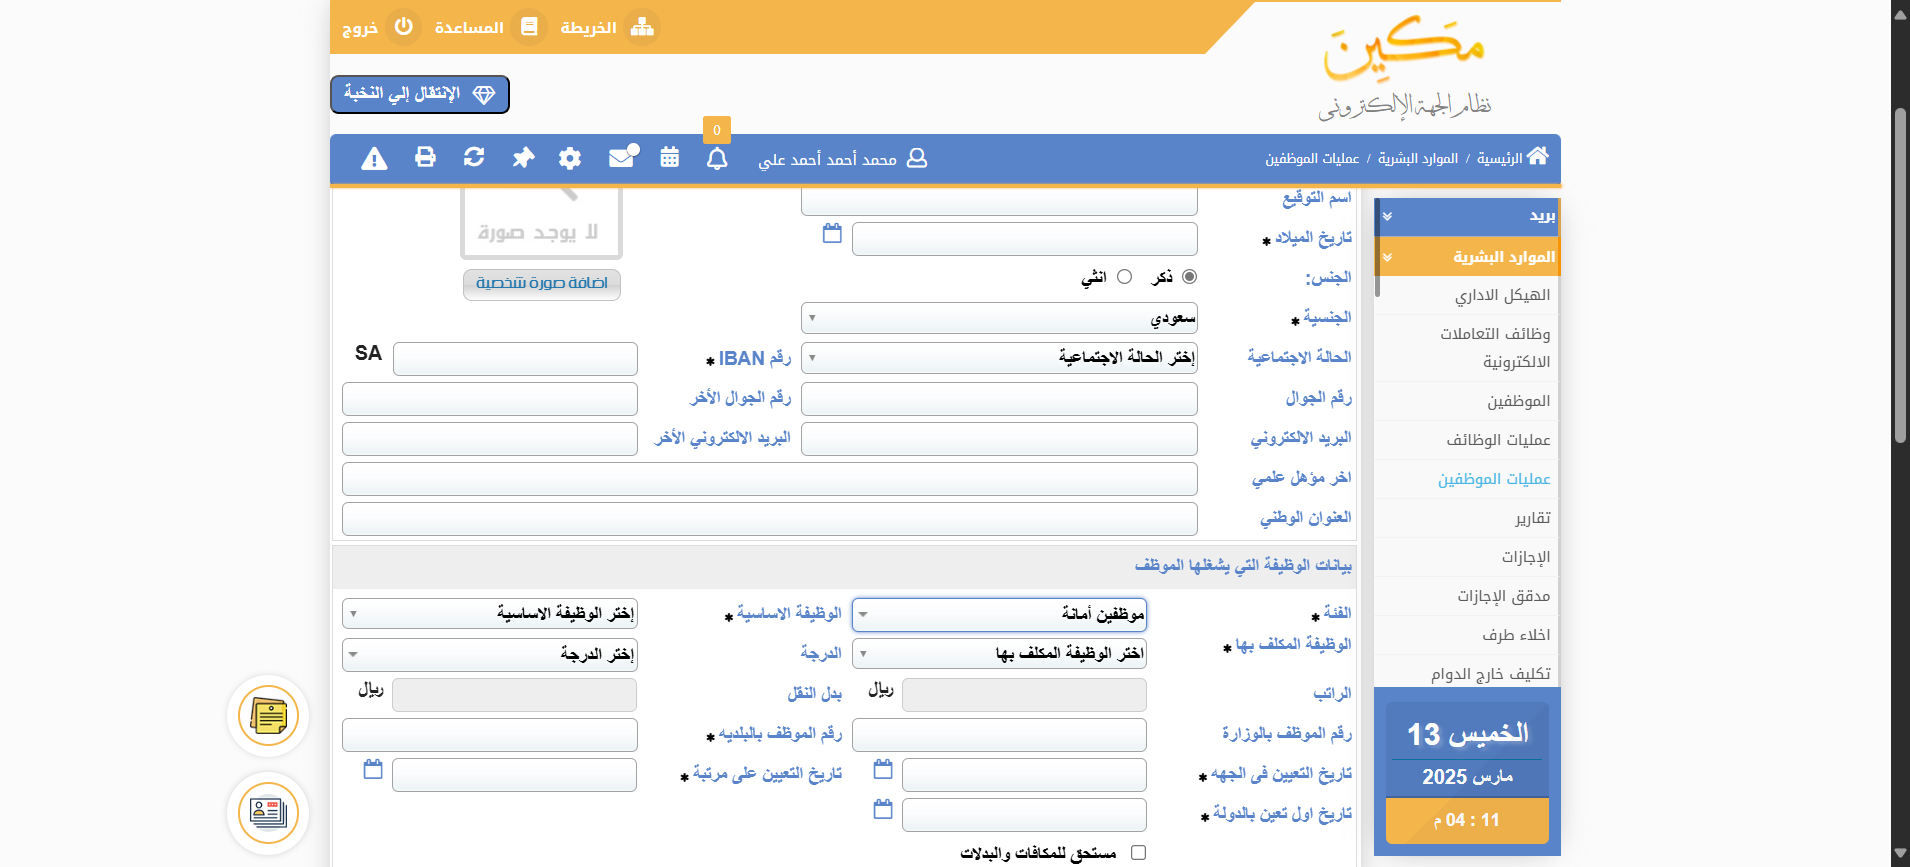 الخريطة
المساعدة
خروج
مكين
نظام الجهة الإلكتروني
الإنتقال إلي النخبة
الرئيسية / الموارد البشرية / عمليات الموظفين
محمد أحمد أحمد علي
0
بريد
الموارد البشرية
الهيكل الاداري
وظائف التعاملات
الالكترونية
الموظفين
عمليات الوظائف
عمليات الموظفين
تقارير
الإجازات
مدقق الإجازات
اخلاء طرف
تكليف خارج الدوام
الخميس 13
مارس 2025
11 : 04 م
اسم التوقيع
لا يوجد صورة
تاريخ الميلاد *
اضافة صورة شخصية
الجنس: ذكر انثي
الجنسية * سعودي
الحالة الاجتماعية إختر الحالة الاجتماعية رقم IBAN * SA
رقم الجوال رقم الجوال الأخر
البريد الالكتروني البريد الالكتروني الأخر
اخر مؤهل علمي
العنوان الوطني
بيانات الوظيفة التي يشغلها الموظف
الفئة * موظفين أمانة الوظيفة الاساسية * إختر الوظيفة الاساسية
الوظيفة المكلف بها * اختر الوظيفة المكلف بها الدرجة إختر الدرجة
الراتب ريال بدل النقل ريال
رقم الموظف بالوزارة رقم الموظف بالبلديه *
تاريخ التعيين فى الجهه * تاريخ التعيين على مرتبة *
تاريخ اول تعين بالدولة *
مستحق للمكافات والبدلات